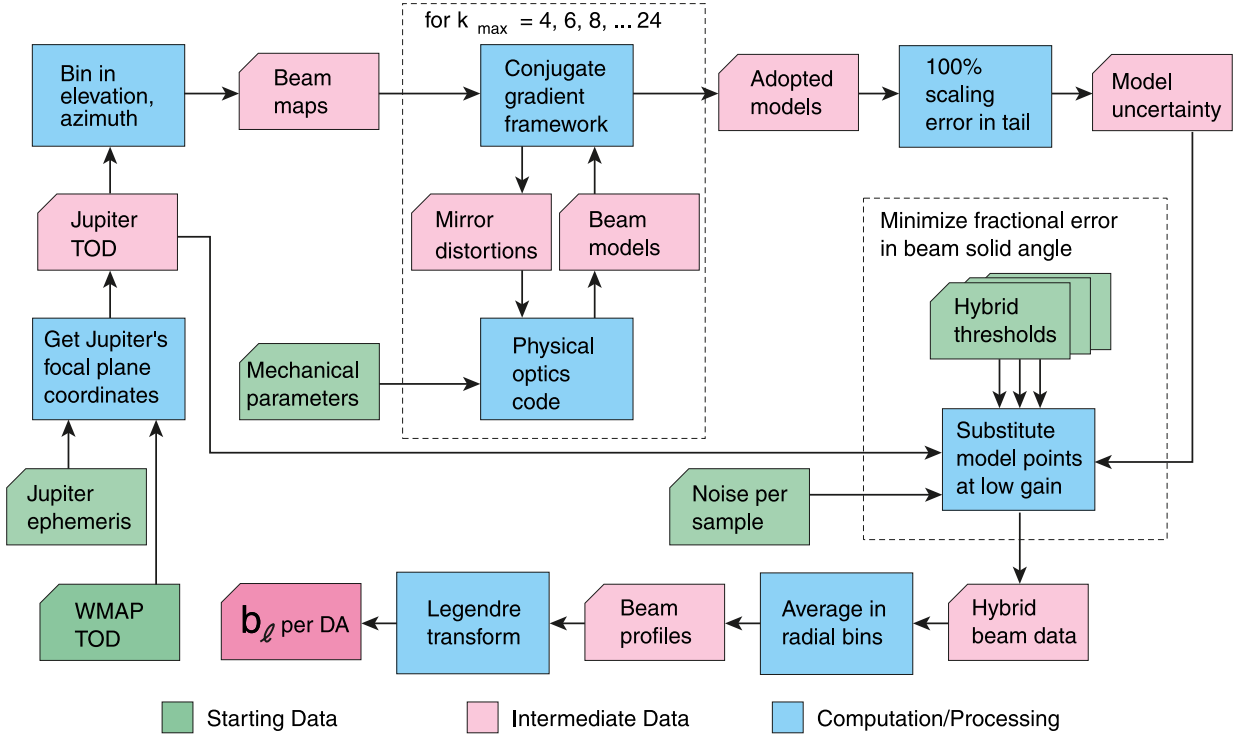 for k max = 4, 6, 8, ... 24
Bin in
elevation,
azimuth
Beam
maps
Conjugate
gradient
framework
Adopted
models
100%
scaling
error in tail
Model
uncertainty
Jupiter
TOD
Mirror
distortions
Beam
models
Minimize fractional error
in beam solid angle
Hybrid
thresholds
Get Jupiter's
focal plane
coordinates
Mechanical
parameters
Physical
optics
code
Substitute
model points
at low gain
Jupiter
ephemeris
Noise per
sample
WMAP
TOD
bℓ per DA
Legendre
transform
Beam
profiles
Average in
radial bins
Hybrid
beam data
Starting Data
Intermediate Data
Computation/Processing